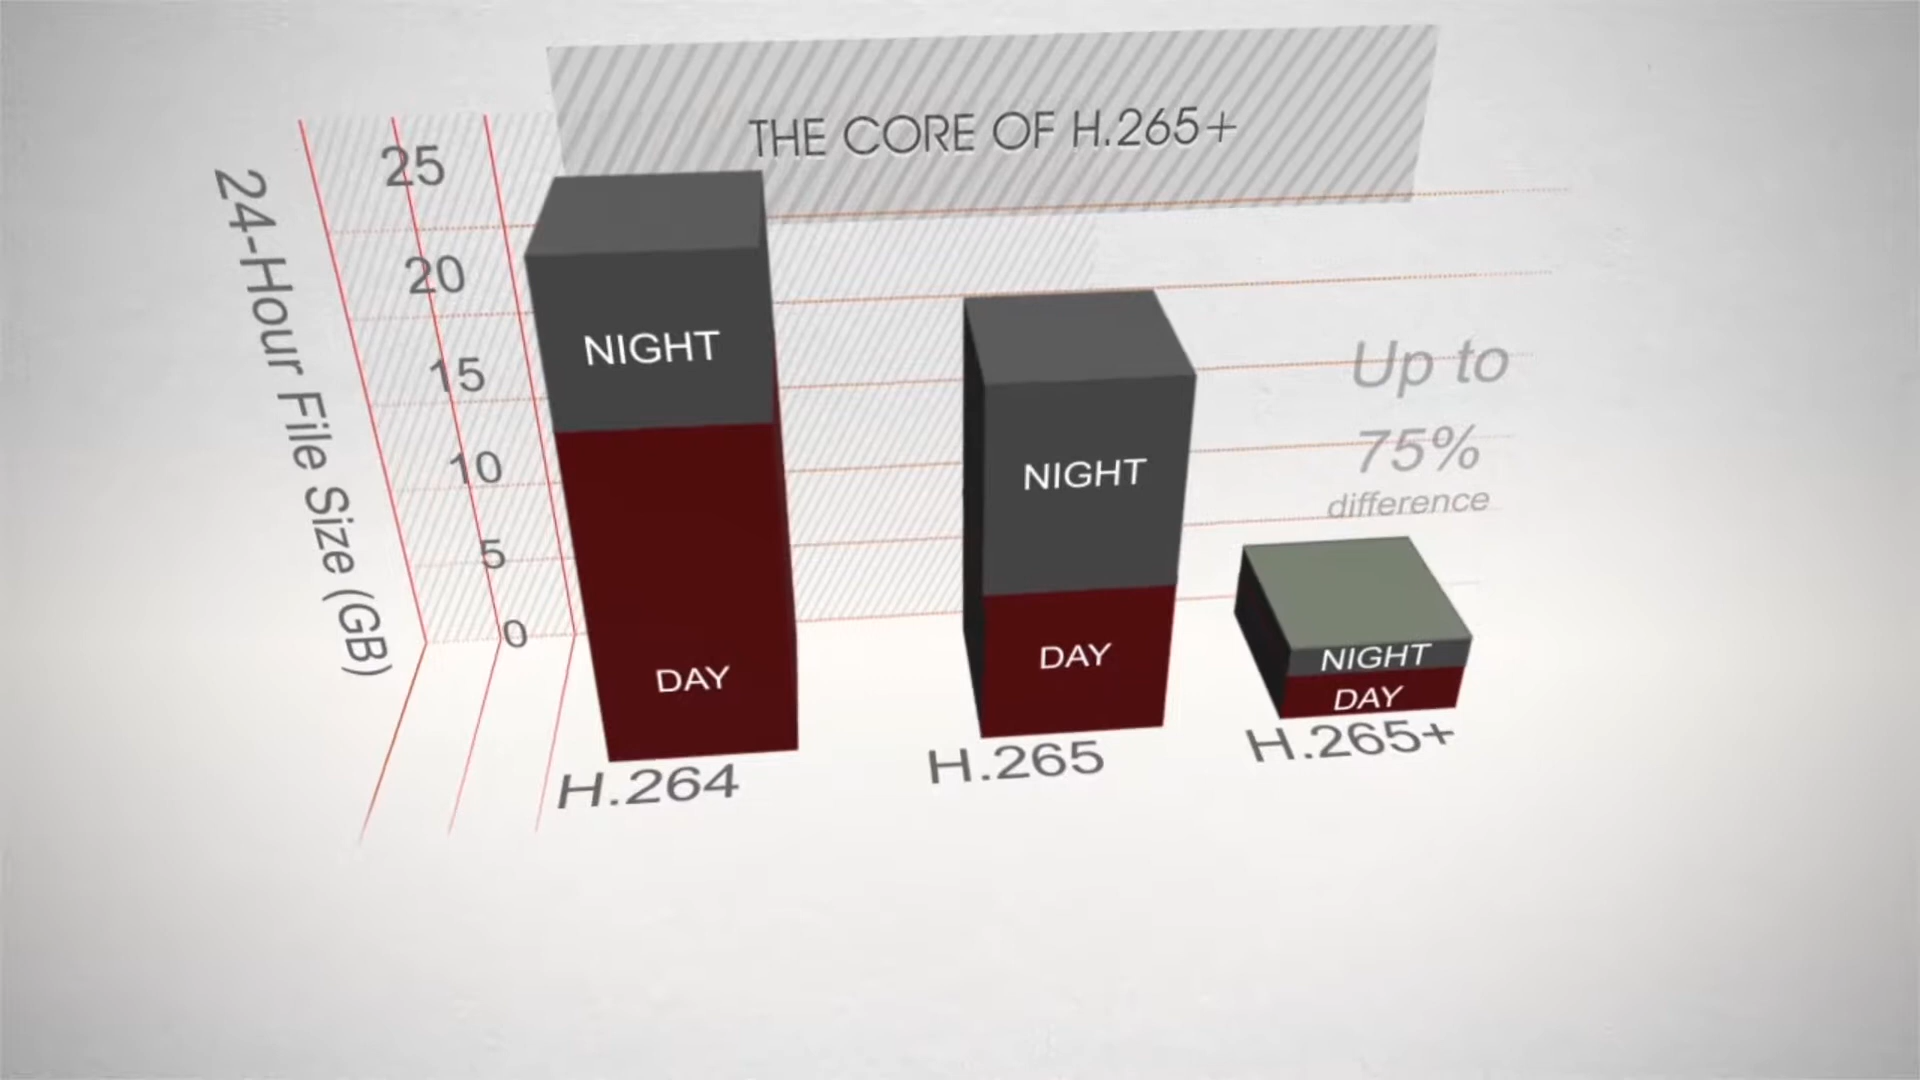 THE CORE OF H.265+
24-Hour File Size (GB)
25
20
15
10
5
0
NIGHT
DAY
H.264
NIGHT
DAY
H.265
Up to
75%
difference
NIGHT
DAY
H.265+